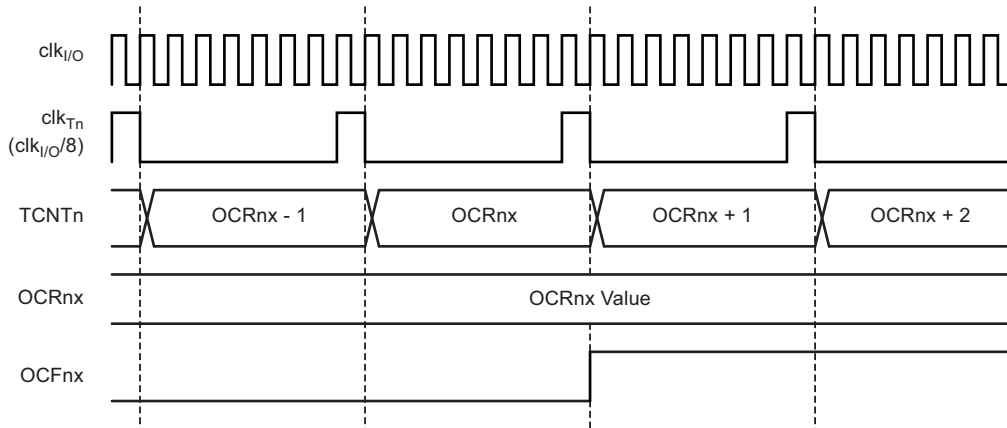 clkI/O
clkTn
(clkI/O/8)
TCNTn
OCRnx - 1
OCRnx
OCRnx + 1
OCRnx + 2
OCRnx
OCRnx Value
OCFnx